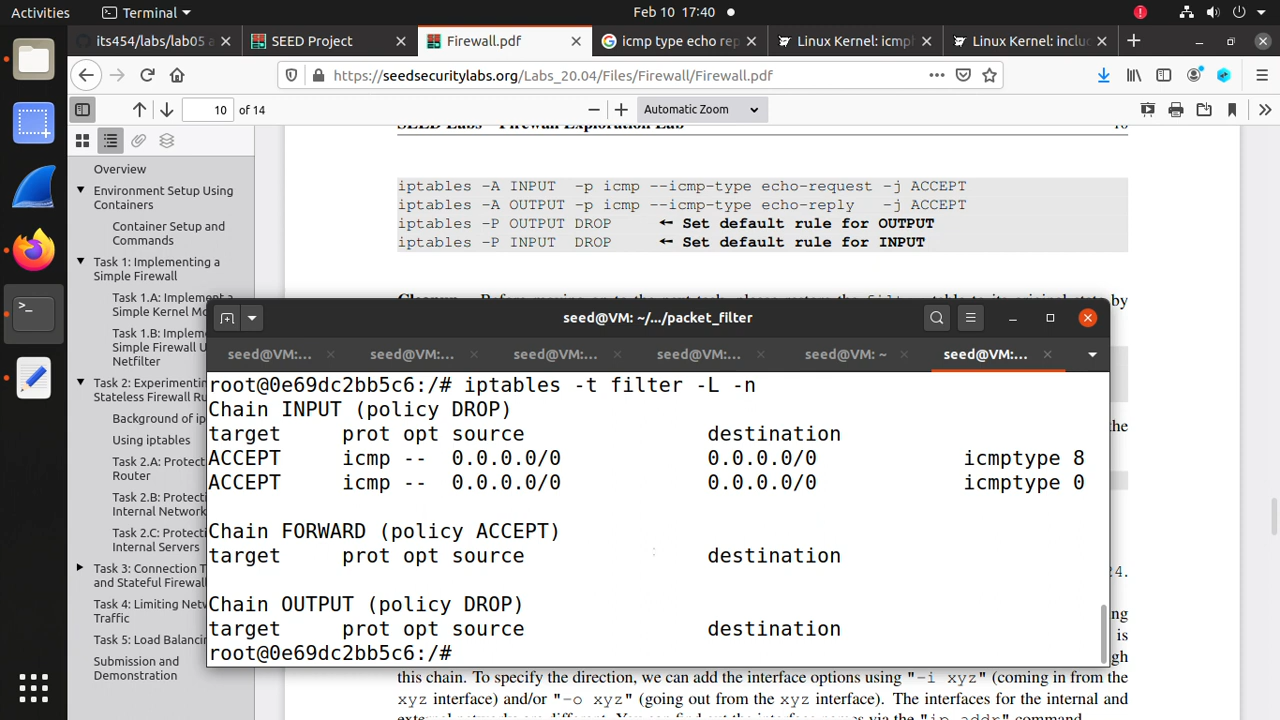 Activities
Terminal
Feb 10 17:40
its454/labs/lab05 a
SEED Project
Firewall.pdf
icmp type echo rep
Linux Kernel: icmph
Linux Kernel: includ
https://seedsecuritylabs.org/Labs_20.04/Files/Firewall/Firewall.pdf
10 of 14
Automatic Zoom
SEED Labs – Firewall Exploration Lab 10
Overview
Environment Setup Using
Containers
Container Setup and
Commands
Task 1: Implementing a
Simple Firewall
Task 1.A: Implement a
Simple Kernel Mo
Task 1.B: Implem
Simple Firewall U
Netfilter
Task 2: Experimenting
Stateless Firewall Ru
Background of ip
Using iptables
Task 2.A: Protect
Router
Task 2.B: Protecti
Internal Network
Task 2.C: Protecti
Internal Servers
Task 3: Connection T
and Stateful Firewall
Task 4: Limiting Netw
Traffic
Task 5: Load Balancin
Submission and
Demonstration
iptables -A INPUT -p icmp --icmp-type echo-request -j ACCEPT
iptables -A OUTPUT -p icmp --icmp-type echo-reply -j ACCEPT
iptables -P OUTPUT DROP ← Set default rule for OUTPUT
iptables -P INPUT DROP ← Set default rule for INPUT
by
seed@VM: ~/.../packet_filter
seed@VM:...
seed@VM:...
seed@VM:...
seed@VM:...
seed@VM: ~
seed@VM:...
root@0e69dc2bb5c6:/# iptables -t filter -L -n
Chain INPUT (policy DROP)
target prot opt source destination
ACCEPT icmp -- 0.0.0.0/0 0.0.0.0/0 icmptype 8
ACCEPT icmp -- 0.0.0.0/0 0.0.0.0/0 icmptype 0
Chain FORWARD (policy ACCEPT)
target prot opt source destination
Chain OUTPUT (policy DROP)
target prot opt source destination
root@0e69dc2bb5c6:/#
the
24.
ng
is
gh
this chain. To specify the direction, we can add the interface options using "-i xyz" (coming in from the
xyz interface) and/or "-o xyz" (going out from the xyz interface). The interfaces for the internal and